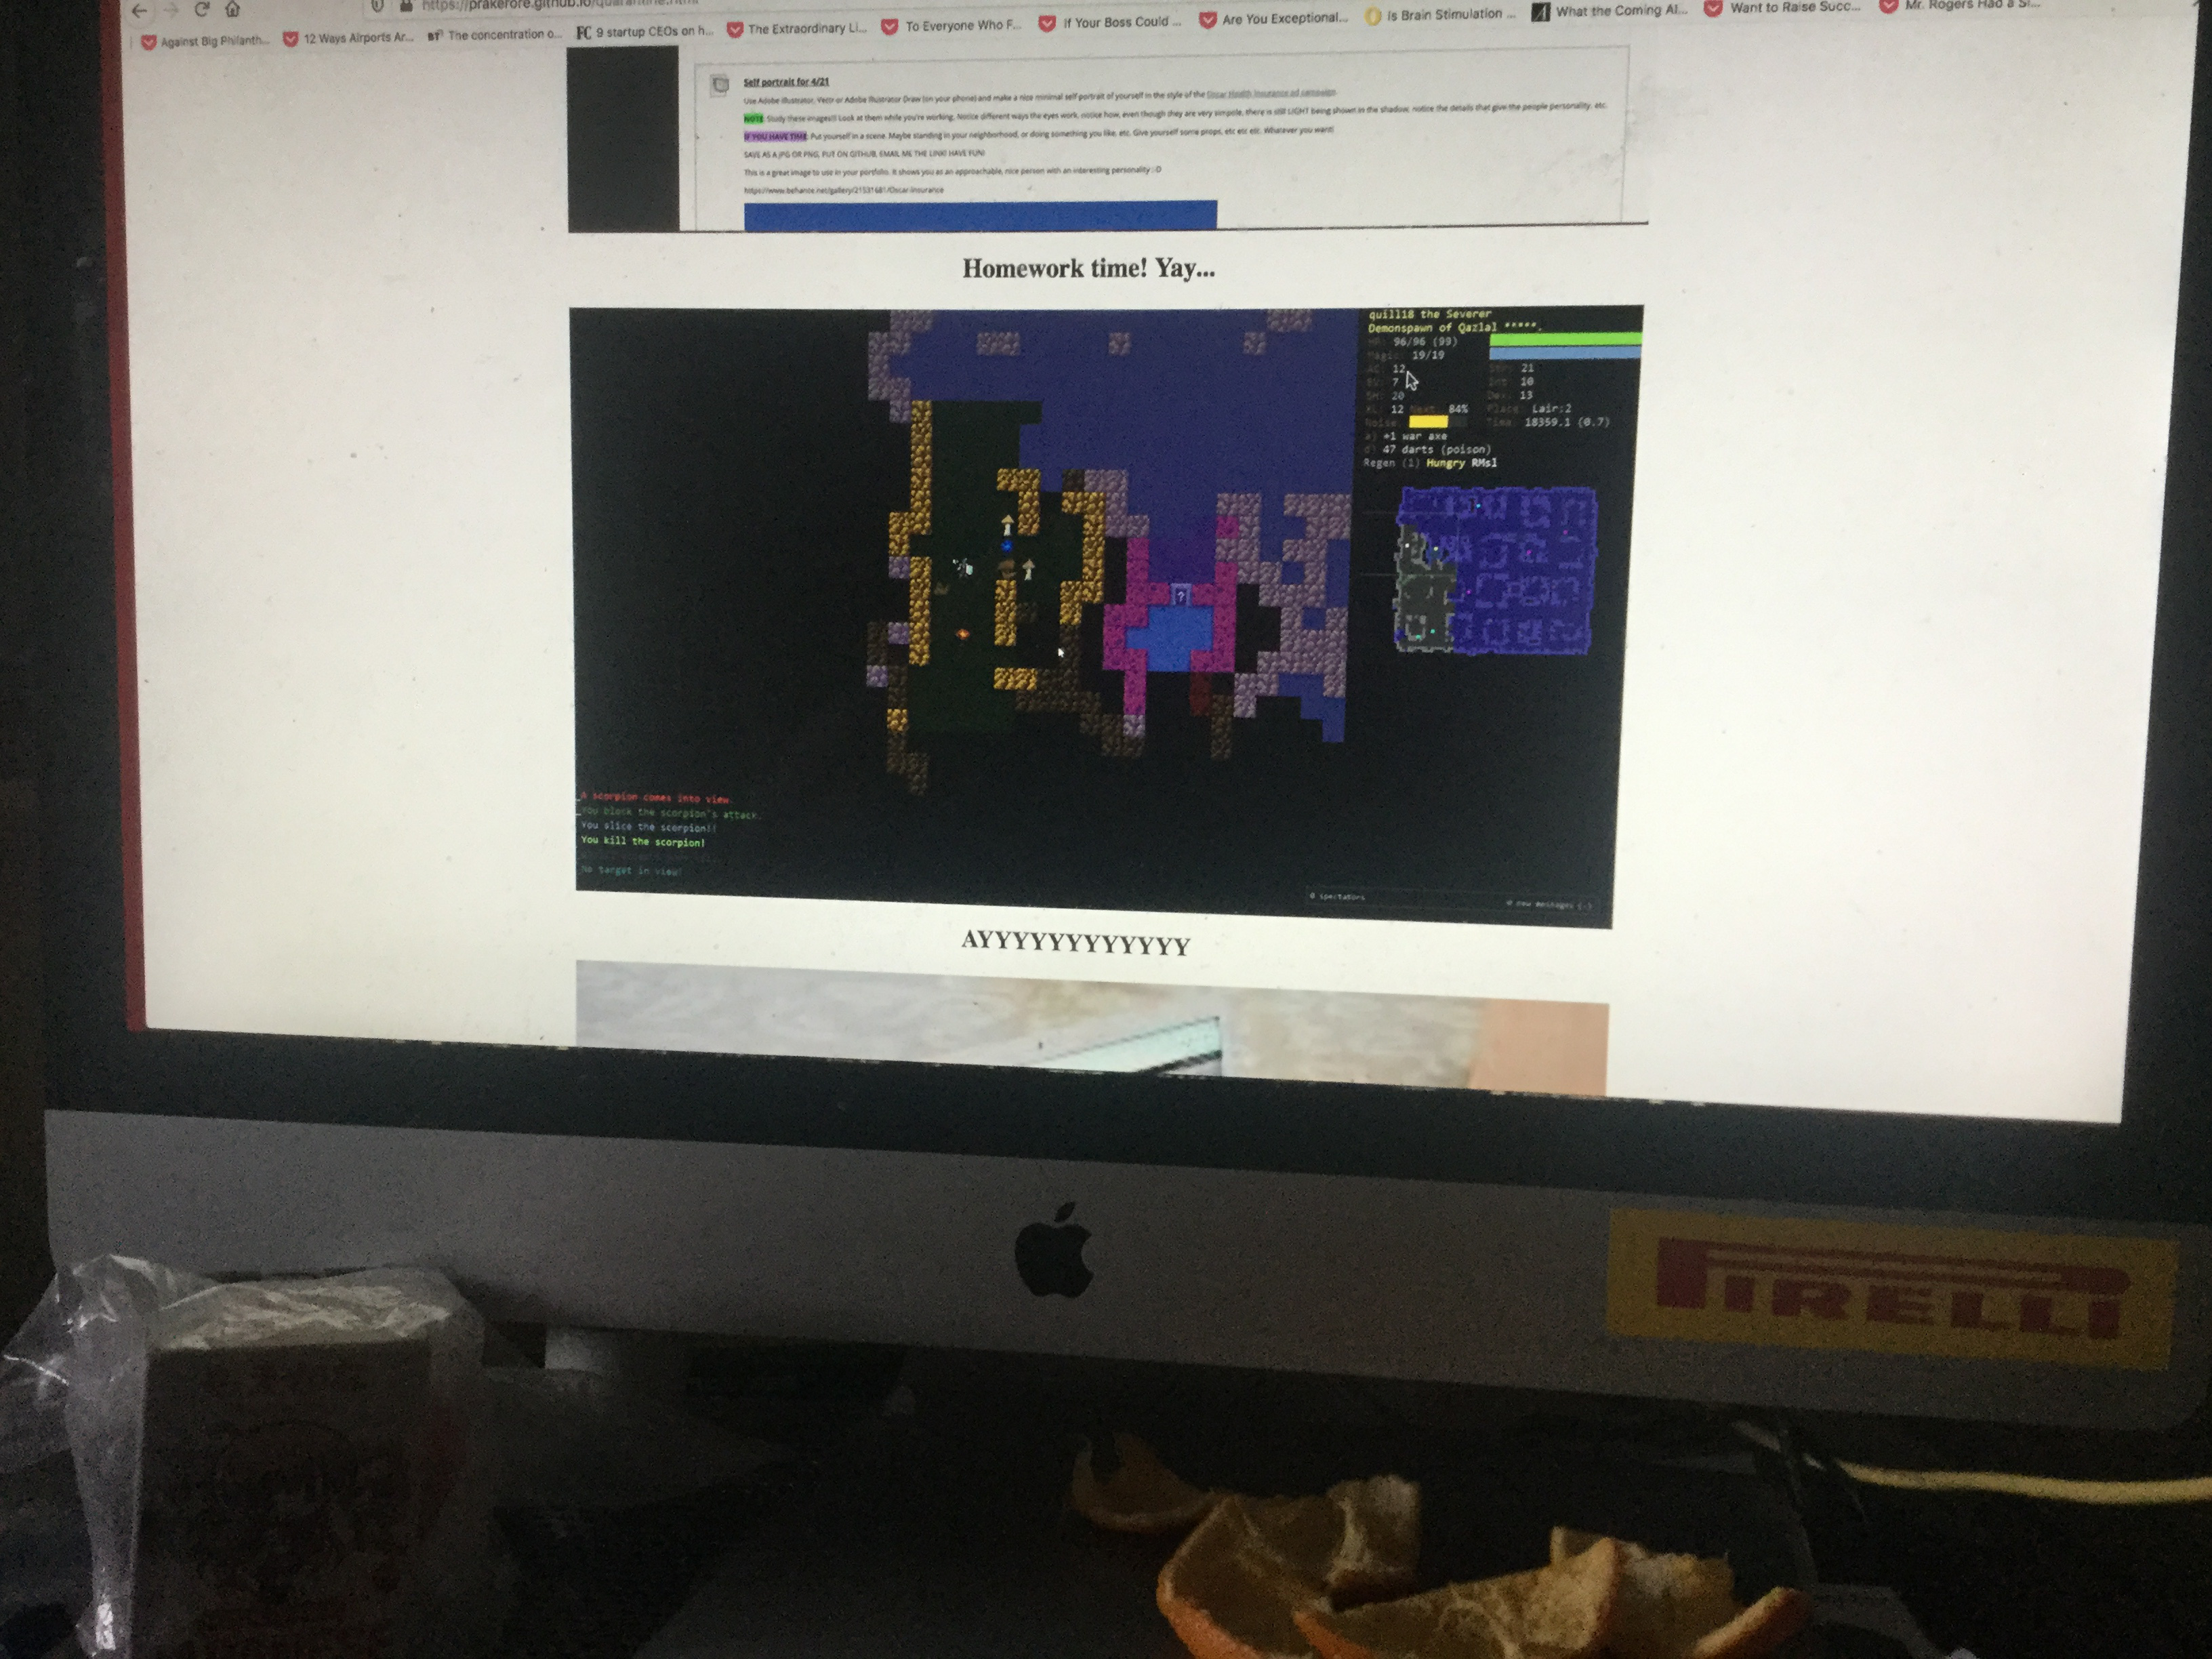 https://prakerore.github.io/quarantine.html
Against Big Philanth... 12 Ways Airports Ar... BT The concentration o... FC 9 startup CEOs on h... The Extraordinary Li... To Everyone Who F... If Your Boss Could ... Are You Exceptional... Is Brain Stimulation ... What the Coming AI... Want to Raise Succ... Mr. Rogers Had a Si...
Self portrait for 4/21
Use Adobe Illustrator, Vectr or Adobe Illustrator Draw (on your phone) and make a nice minimal self portrait of yourself in the style of the Oscar Health Insurance ad campaign.
NOTE: Study these images!! Look at them while you're working. Notice different ways the eyes work, notice how, even though they are very simpole, there is still LIGHT being shown in the shadow, notice the details that give the people personality, etc.
IF YOU HAVE TIME: Put yourself in a scene. Maybe standing in your neighborhood, or doing something you like, etc. Give yourself some props, etc etc etc. Whatever you want!
SAVE AS A JPG OR PNG, PUT ON GITHUB, EMAIL ME THE LINK! HAVE FUN!
This is a great image to use in your portfolio. It shows you as an approachable, nice person with an interesting personality :D
https://www.behance.net/gallery/21531681/Oscar-Insurance
Homework time! Yay...
quill18 the Severer
Demonspawn of Qazlal *****.
HP: 96/96 (99)
Magic: 19/19
AC: 12 Str: 21
EV: 7 Int: 10
SH: 20 Dex: 13
XL: 12 Next: 84% Place: Lair:2
Noise: Time: 18359.1 (0.7)
a) +1 war axe
d) 47 darts (poison)
Regen (1) Hungry RMsl
?
_A scorpion comes into view.
_You block the scorpion's attack.
You slice the scorpion!!
You kill the scorpion!
_No target in view!
0 spectators
0 new messages (-)
AYYYYYYYYYYYYY
PIRELLI